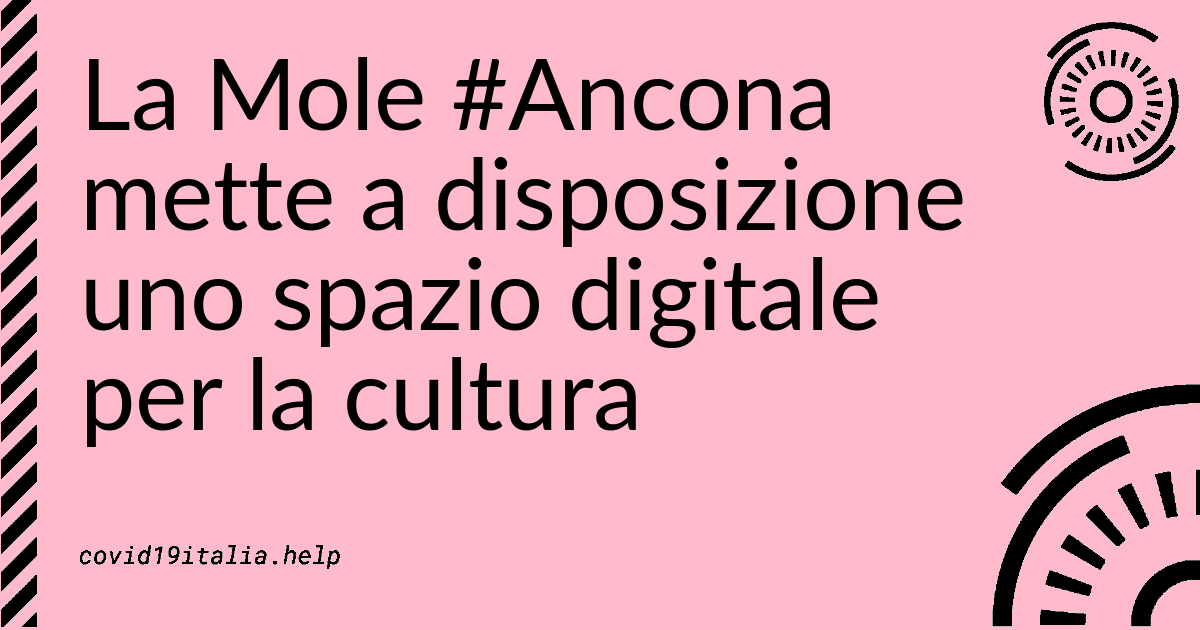 La Mole #Ancona
mette a disposizione
uno spazio digitale
per la cultura
covid19italia.help